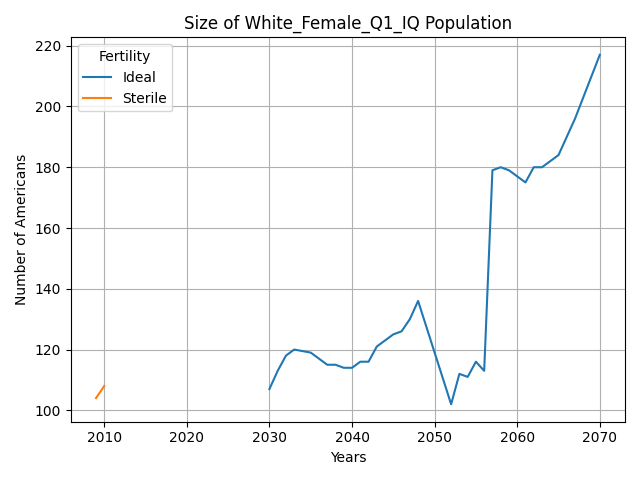 Size of White_Female_Q1_IQ Population
Fertility
Ideal
Sterile
Number of Americans
220
200
180
160
140
120
100
2010
2020
2030
2040
2050
2060
2070
Years